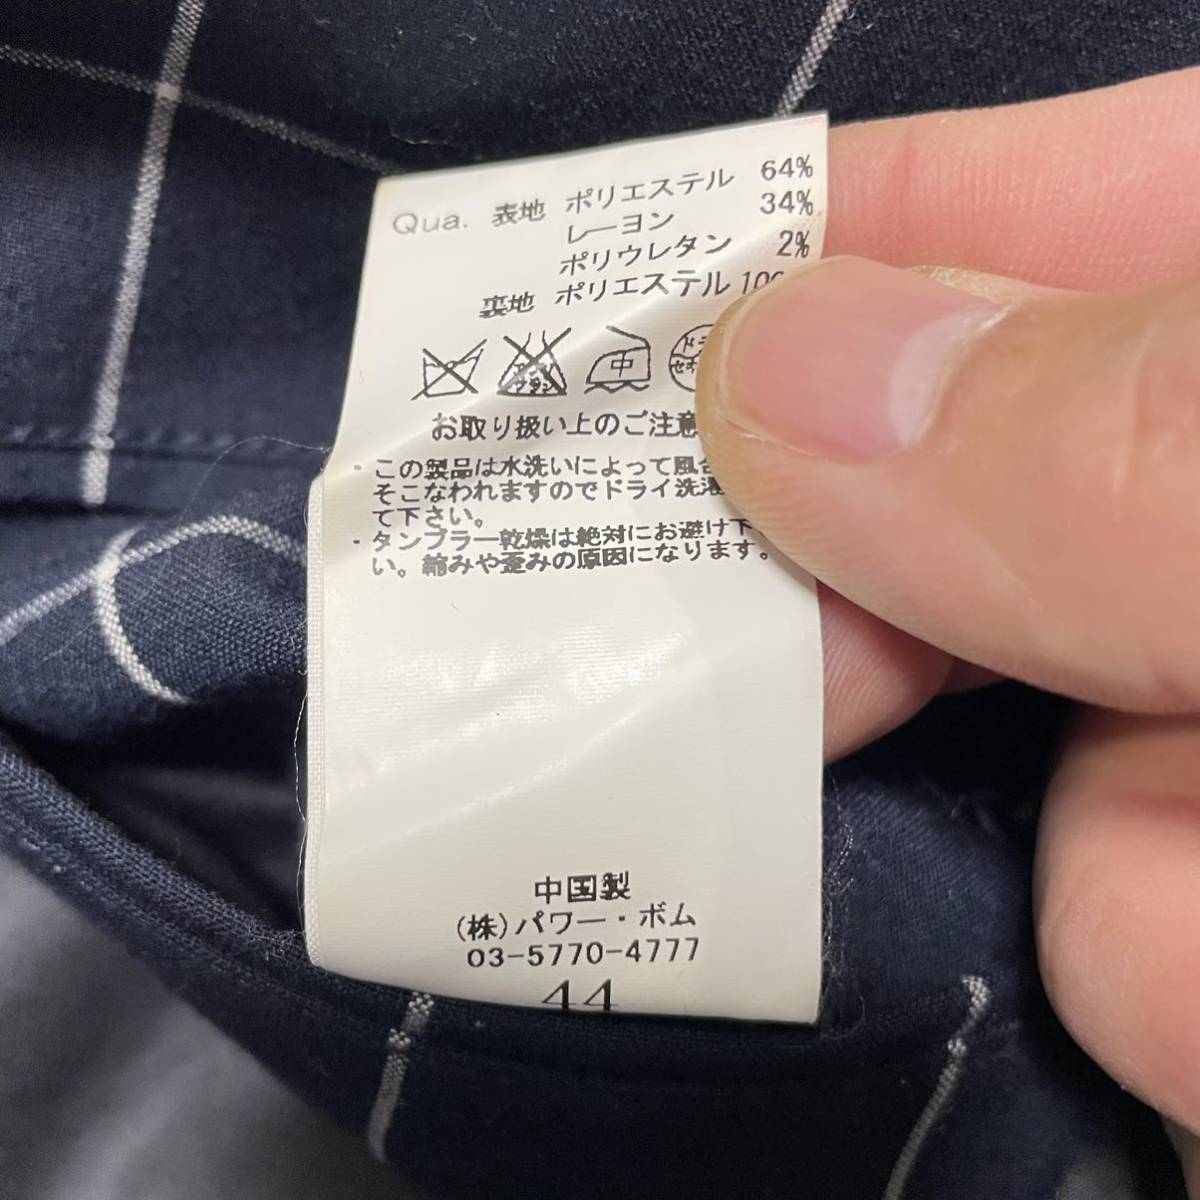 Qua. 表地 ポリエステル 64%
レーヨン 34%
ポリウレタン 2%
裏地 ポリエステル
中
お取り扱い上のご注意
・この製品は水洗いによって風合
そこなわれますのでドライ洗濯
て下さい。
・タンブラー乾燥は絶対にお避け下
い。縮みや歪みの原因になります。
中国製
(株)パワー・ボム
03-5770-4777
44